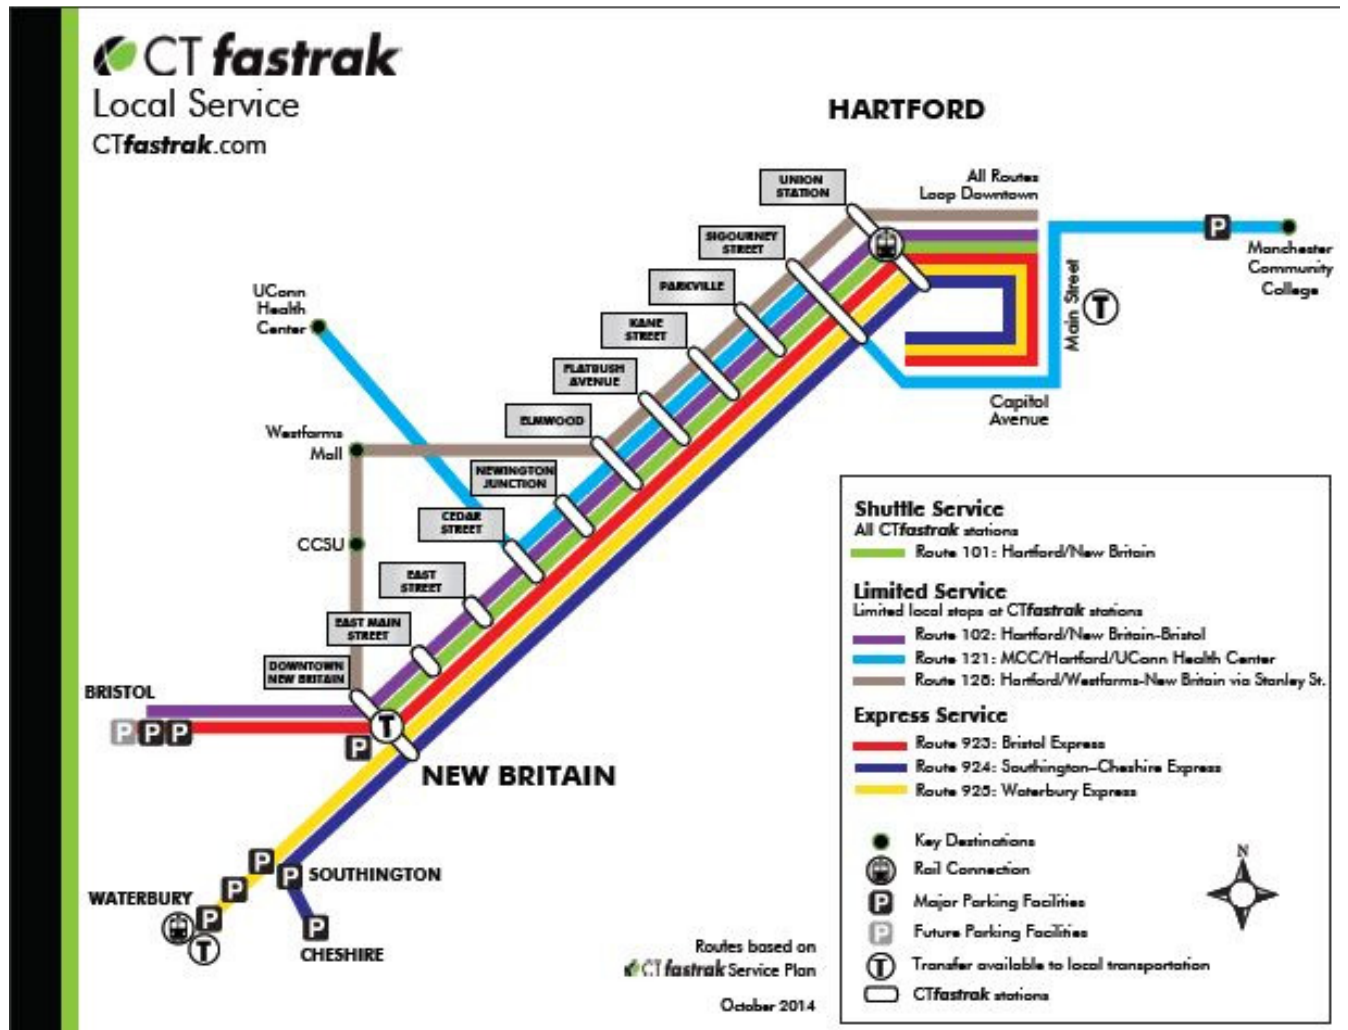 CTfastrak
Local Service
CTfastrak.com
HARTFORD
UNION
STATION
All Routes
Loop Downtown
SIGOURNEY
STREET
PARKVILLE
KANE
STREET
FLATBUSH
AVENUE
ELMWOOD
NEWINGTON
JUNCTION
CEDAR
STREET
EAST
STREET
EAST MAIN
STREET
DOWNTOWN
NEW BRITAIN
UConn
Health
Center
Westfarms
Mall
CCSU
P
Manchester
Community
College
Main Street
T
Capitol
Avenue
BRISTOL
P P P
P
T
NEW BRITAIN
P
P
P
P
SOUTHINGTON
WATERBURY
T
P
CHESHIRE
Routes based on
CTfastrak Service Plan
October 2014
Shuttle Service
All CTfastrak stations
Route 101: Hartford/New Britain
Limited Service
Limited local stops at CTfastrak stations
Route 102: Hartford/New Britain-Bristol
Route 121: MCC/Hartford/UConn Health Center
Route 128: Hartford/Westfarms-New Britain via Stanley St.
Express Service
Route 923: Bristol Express
Route 924: Southington–Cheshire Express
Route 925: Waterbury Express
Key Destinations
Rail Connection
P Major Parking Facilities
P Future Parking Facilities
T Transfer available to local transportation
CTfastrak stations
N